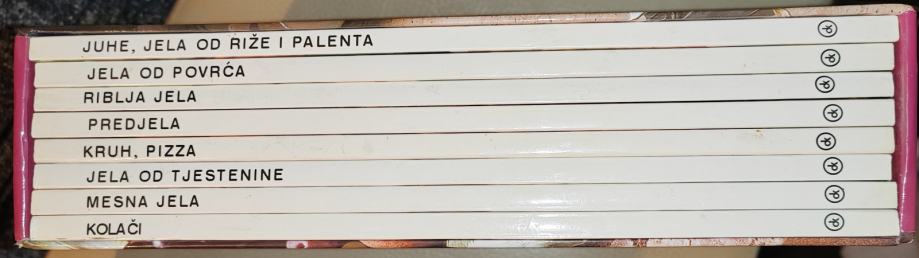 JUHE, JELA OD RIŽE I PALENTA
JELA OD POVRĆA
RIBLJA JELA
PREDJELA
KRUH, PIZZA
JELA OD TJESTENINE
MESNA JELA
KOLAČI